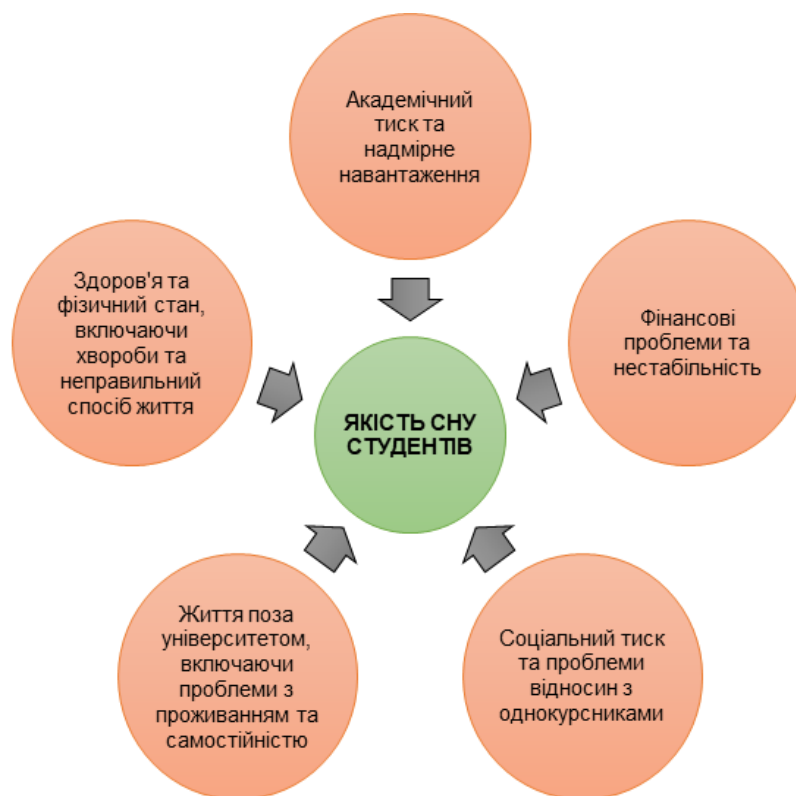 Академічний
тиск та
надмірне
навантаження
Здоров'я та
фізичний стан,
включаючи
хвороби та
неправильний
спосіб життя
Фінансові
проблеми та
нестабільність
ЯКІСТЬ СНУ
СТУДЕНТІВ
Життя поза
університетом,
включаючи
проблеми з
проживанням та
самостійністю
Соціальний тиск
та проблеми
відносин з
однокурсниками